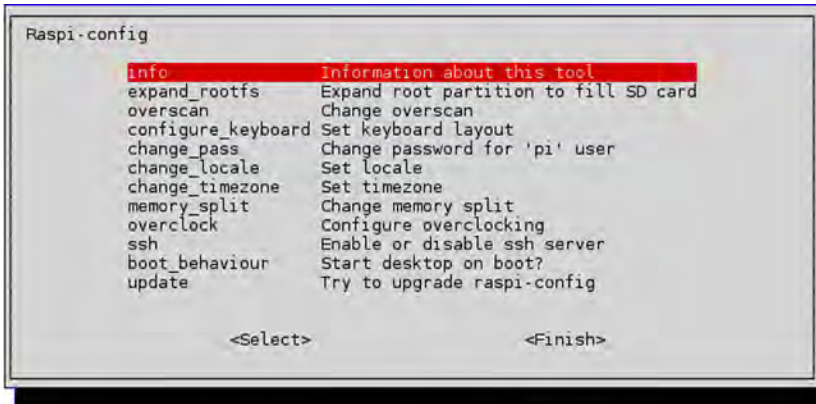 Raspi-config
info Information about this tool
expand_rootfs Expand root partition to fill SD card
overscan Change overscan
configure_keyboard Set keyboard layout
change_pass Change password for 'pi' user
change_locale Set locale
change_timezone Set timezone
memory_split Change memory split
overclock Configure overclocking
ssh Enable or disable ssh server
boot_behaviour Start desktop on boot?
update Try to upgrade raspi-config
<Select> <Finish>